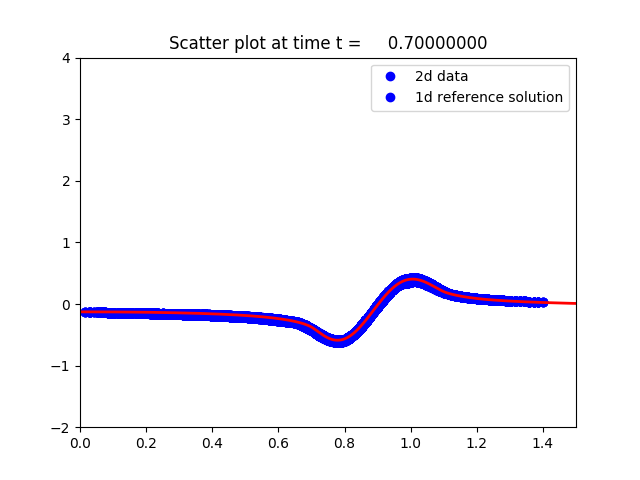 Scatter plot at time t =     0.70000000
2d data
1d reference solution
4
3
2
1
0
−1
−2
0.0 0.2 0.4 0.6 0.8 1.0 1.2 1.4